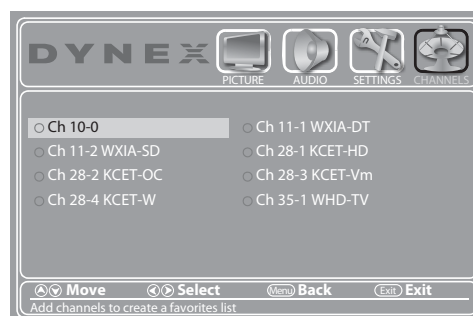 DYNEX
PICTURE AUDIO SETTINGS CHANNELS
Ch 10-0 Ch 11-1 WXIA-DT
Ch 11-2 WXIA-SD Ch 28-1 KCET-HD
Ch 28-2 KCET-OC Ch 28-3 KCET-Vm
Ch 28-4 KCET-W Ch 35-1 WHD-TV
Move Select Menu Back Exit Exit
Add channels to create a favorites list